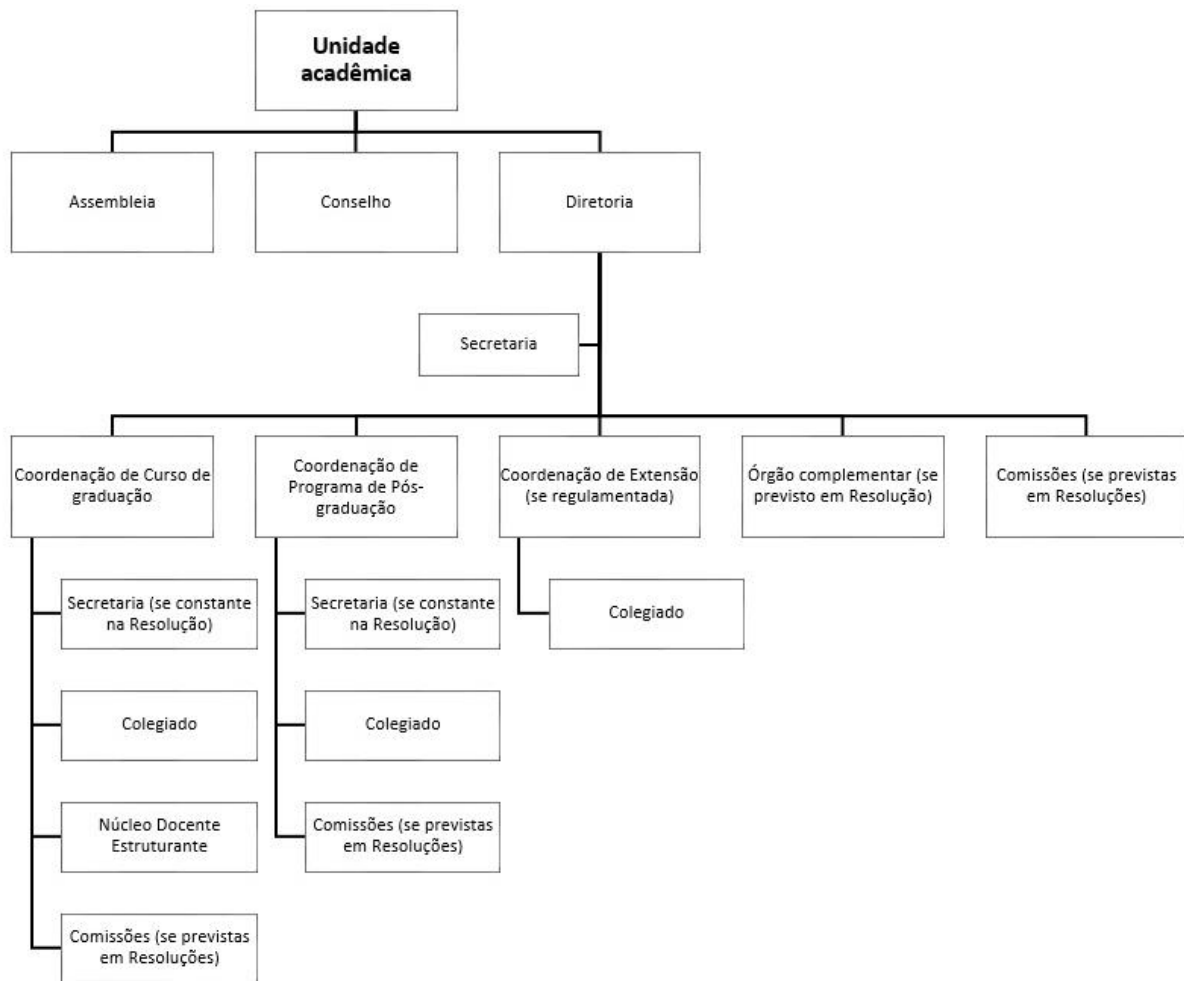 Unidade
acadêmica
Assembleia
Conselho
Diretoria
Secretaria
Coordenação de Curso de
graduação
Coordenação de
Programa de Pós-
graduação
Coordenação de Extensão
(se regulamentada)
Órgão complementar (se
previsto em Resolução)
Comissões (se previstas
em Resoluções)
Secretaria (se constante
na Resolução)
Secretaria (se constante
na Resolução)
Colegiado
Colegiado
Colegiado
Núcleo Docente
Estruturante
Comissões (se previstas
em Resoluções)
Comissões (se previstas
em Resoluções)